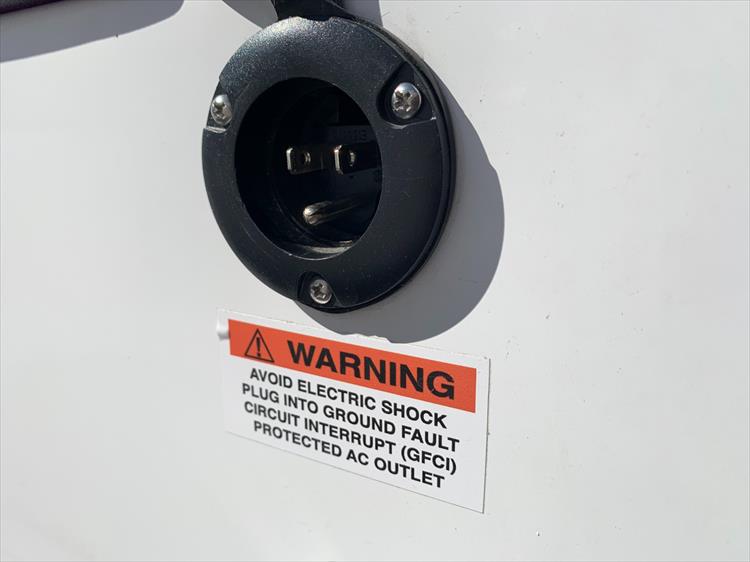 WARNING
AVOID ELECTRIC SHOCK
PLUG INTO GROUND FAULT
CIRCUIT INTERRUPT (GFCI)
PROTECTED AC OUTLET